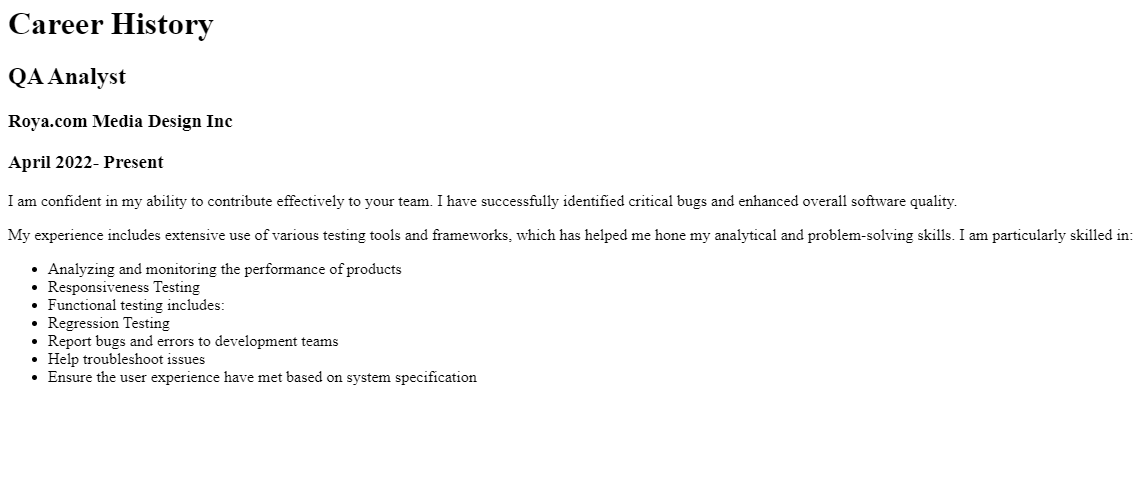 Career History
QA Analyst
Roya.com Media Design Inc
April 2022- Present
I am confident in my ability to contribute effectively to your team. I have successfully identified critical bugs and enhanced overall software quality.
My experience includes extensive use of various testing tools and frameworks, which has helped me hone my analytical and problem-solving skills. I am particularly skilled in:
• Analyzing and monitoring the performance of products
• Responsiveness Testing
• Functional testing includes:
• Regression Testing
• Report bugs and errors to development teams
• Help troubleshoot issues
• Ensure the user experience have met based on system specification